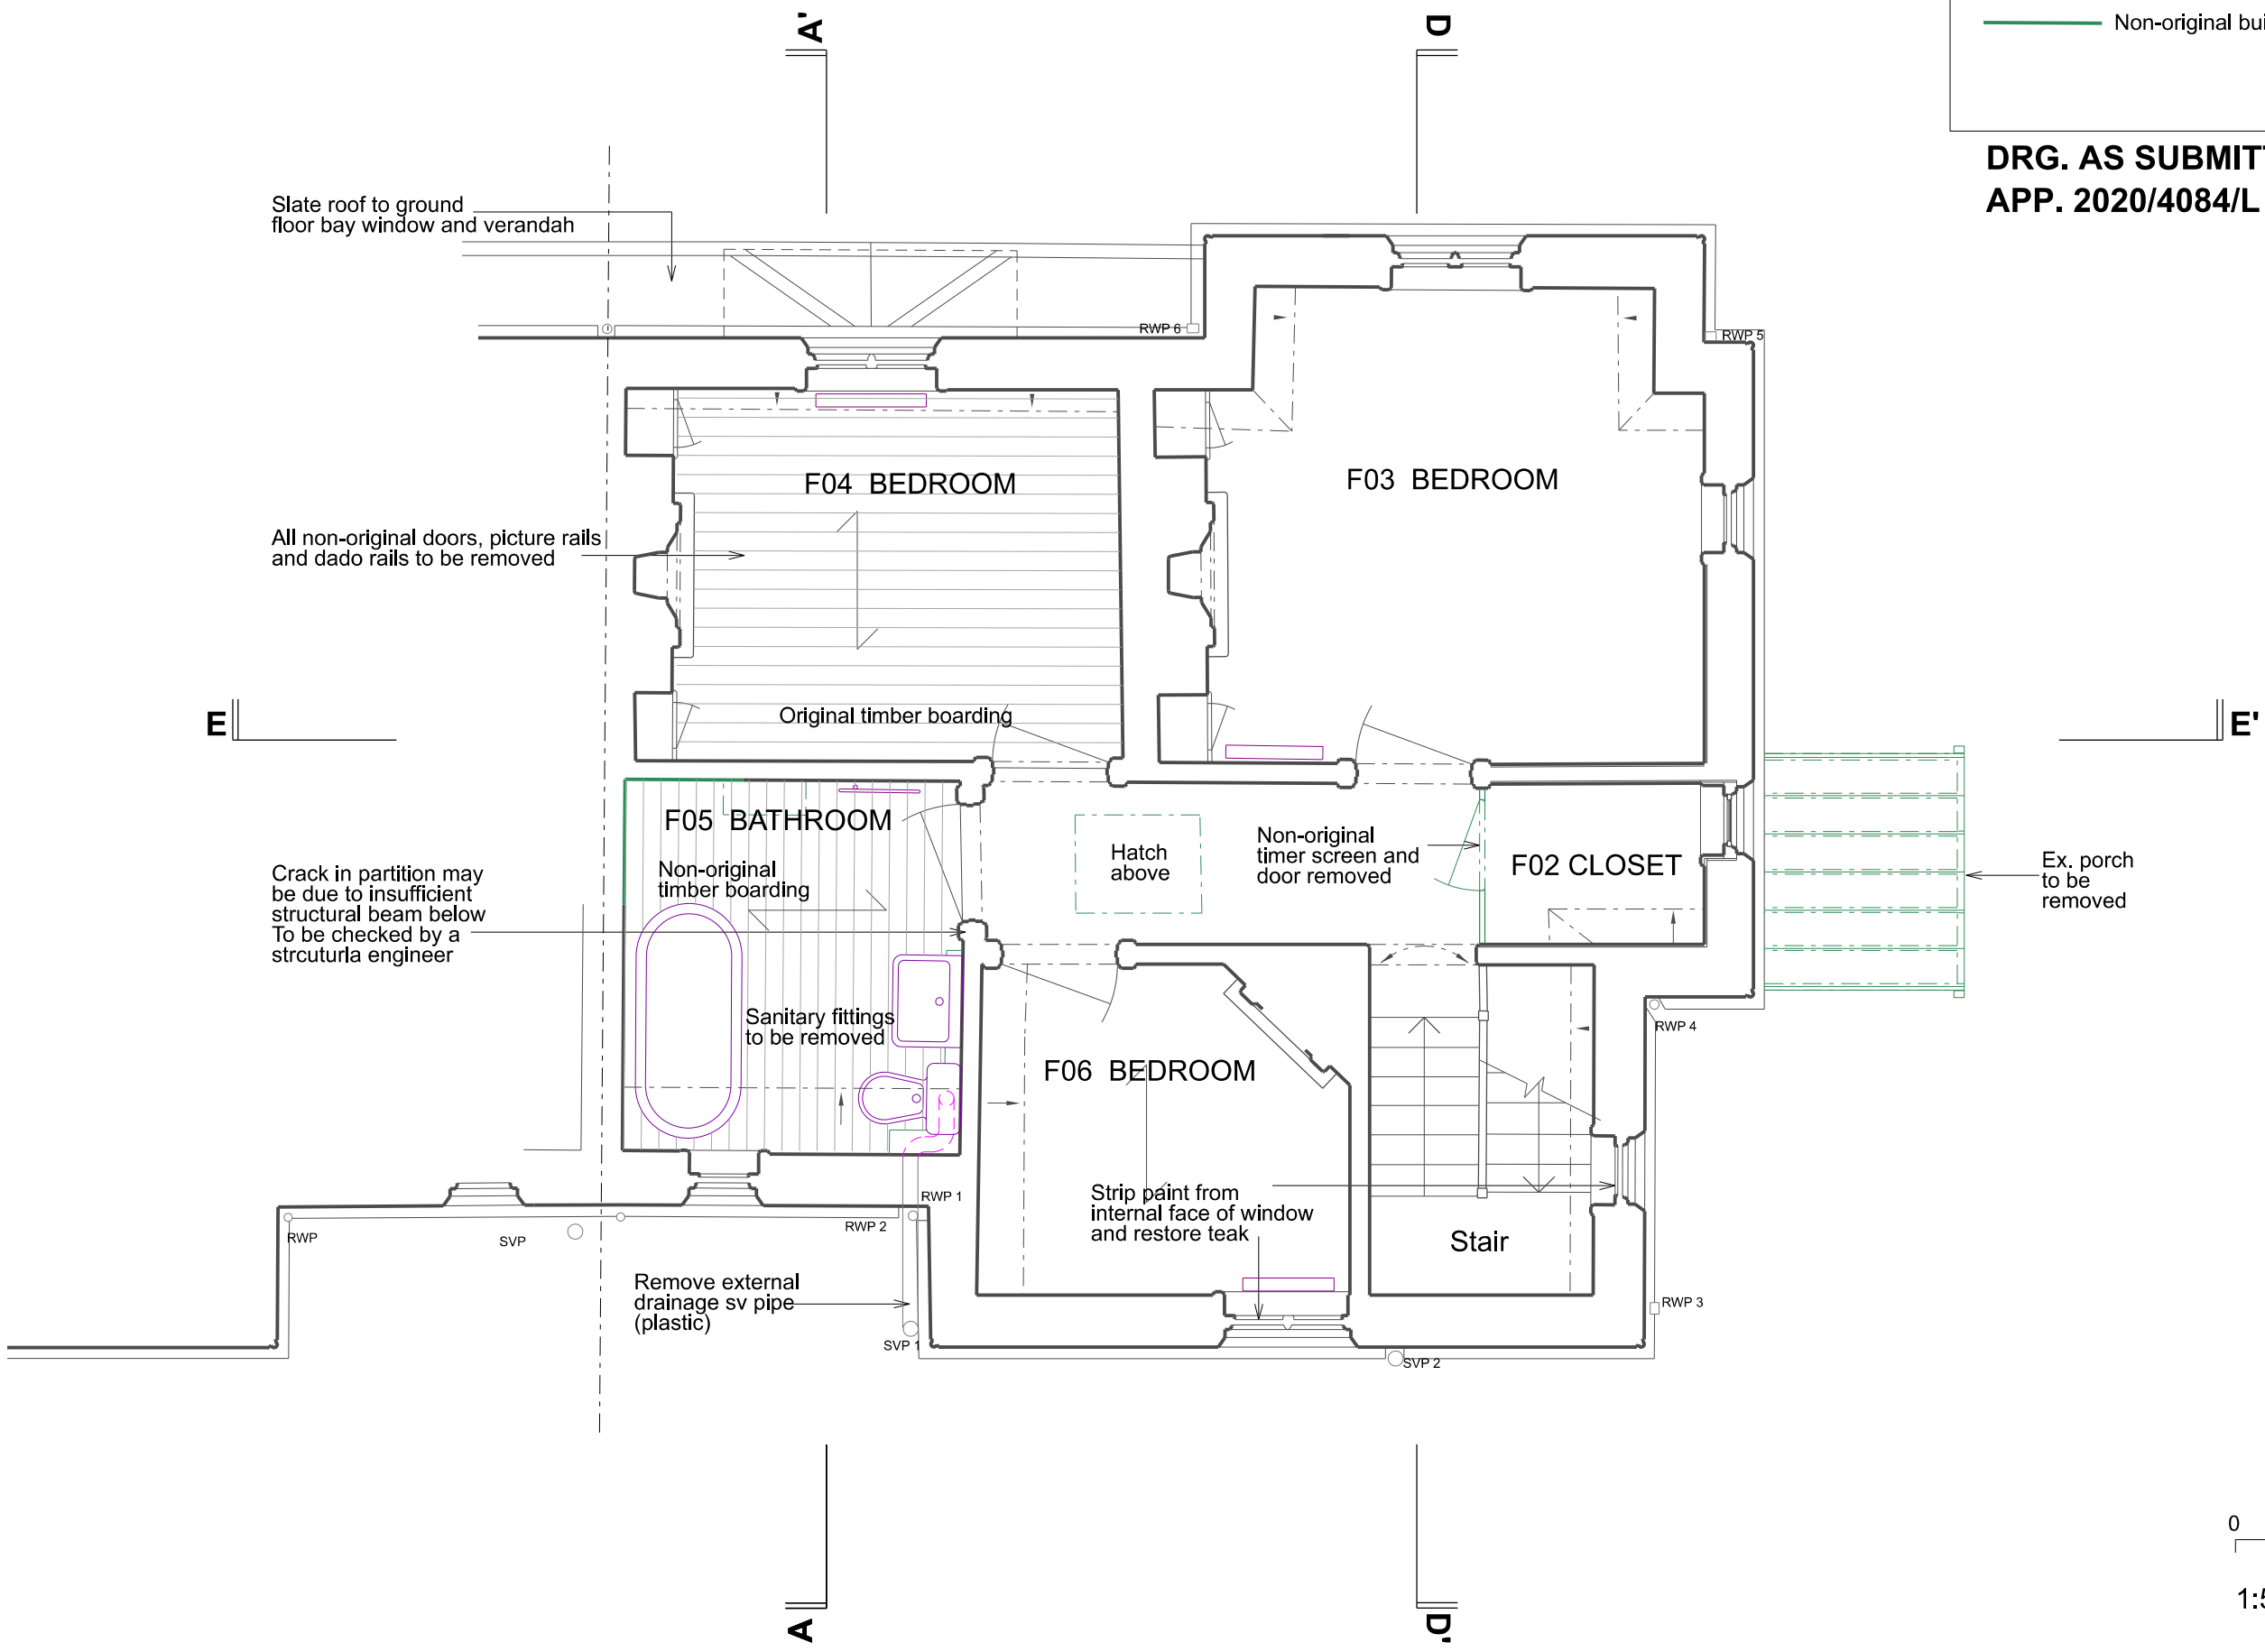 A'
D
Non-original bui
DRG. AS SUBMIT
APP. 2020/4084/L
Slate roof to ground
floor bay window and verandah
RWP 6
RWP 5
F04 BEDROOM
F03 BEDROOM
All non-original doors, picture rails
and dado rails to be removed
Original timber boarding
E
E'
F05 BATHROOM
Non-original
timber boarding
Hatch
above
Non-original
timer screen and
door removed
F02 CLOSET
Ex. porch
to be
removed
Crack in partition may
be due to insufficient
structural beam below
To be checked by a
strcuturla engineer
Sanitary fittings
to be removed
RWP 4
F06 BEDROOM
Strip paint from
internal face of window
and restore teak
Stair
RWP 1
RWP 2
RWP
SVP
Remove external
drainage sv pipe
(plastic)
SVP 1
RWP 3
SVP 2
0
1:5
A
D'